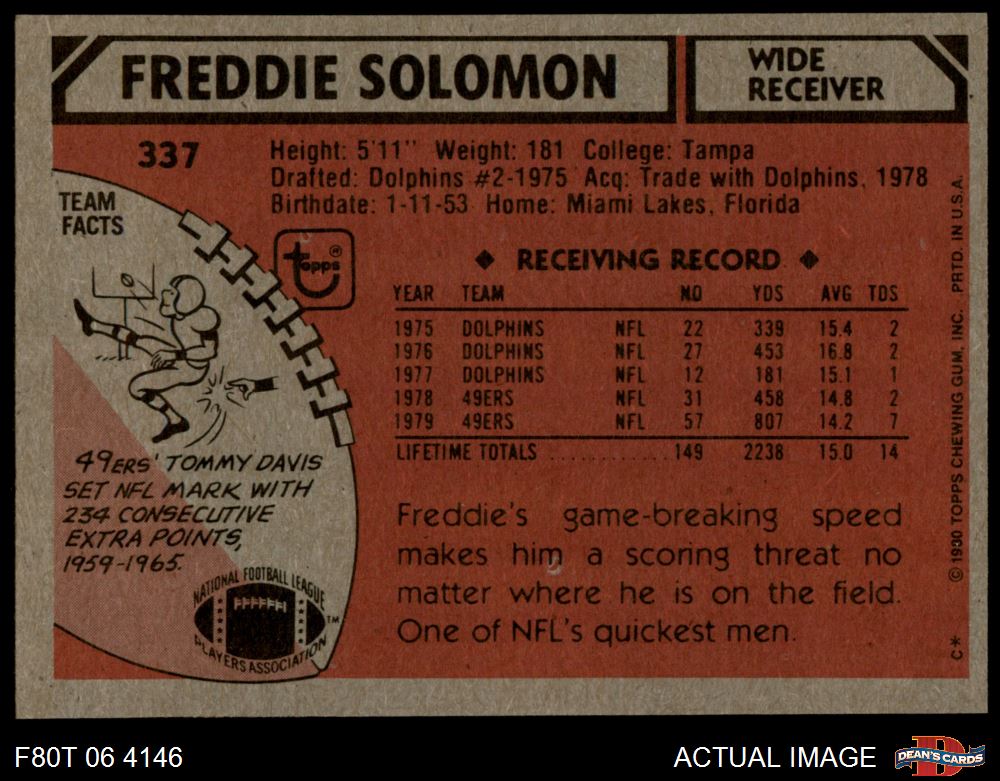 FREDDIE SOLOMON
WIDE
RECEIVER
337
Height: 5'11" Weight: 181 College: Tampa
Drafted: Dolphins #2-1975 Acq: Trade with Dolphins, 1978
Birthdate: 1-11-53 Home: Miami Lakes, Florida
TEAM
FACTS
Topps ®
◆ RECEIVING RECORD ◆
YEAR TEAM NO YDS AVG TDS
1975 DOLPHINS NFL 22 339 15.4 2
1976 DOLPHINS NFL 27 453 16.8 2
1977 DOLPHINS NFL 12 181 15.1 1
1978 49ERS NFL 31 458 14.8 2
1979 49ERS NFL 57 807 14.2 7
LIFETIME TOTALS .......... 149 2238 15.0 14
49ERS' TOMMY DAVIS
SET NFL MARK WITH
234 CONSECUTIVE
EXTRA POINTS,
1959-1965.
NATIONAL FOOTBALL LEAGUE
PLAYERS ASSOCIATION
TM
Freddie's game-breaking speed
makes him a scoring threat no
matter where he is on the field.
One of NFL's quickest men.
C* © 1980 TOPPS CHEWING GUM, INC. PRTD. IN U.S.A.
F80T 06 4146
ACTUAL IMAGE
D
DEAN'S CARDS